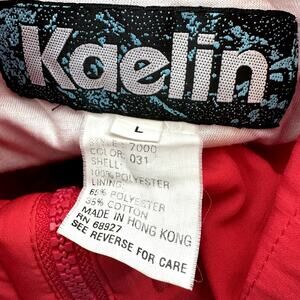 Kaelin
L
STYLE: 7000
COLOR: 031
SHELL:
100% POLYESTER
LINING:
65% POLYESTER
35% COTTON
MADE IN HONG KONG
RN 68927
SEE REVERSE FOR CARE